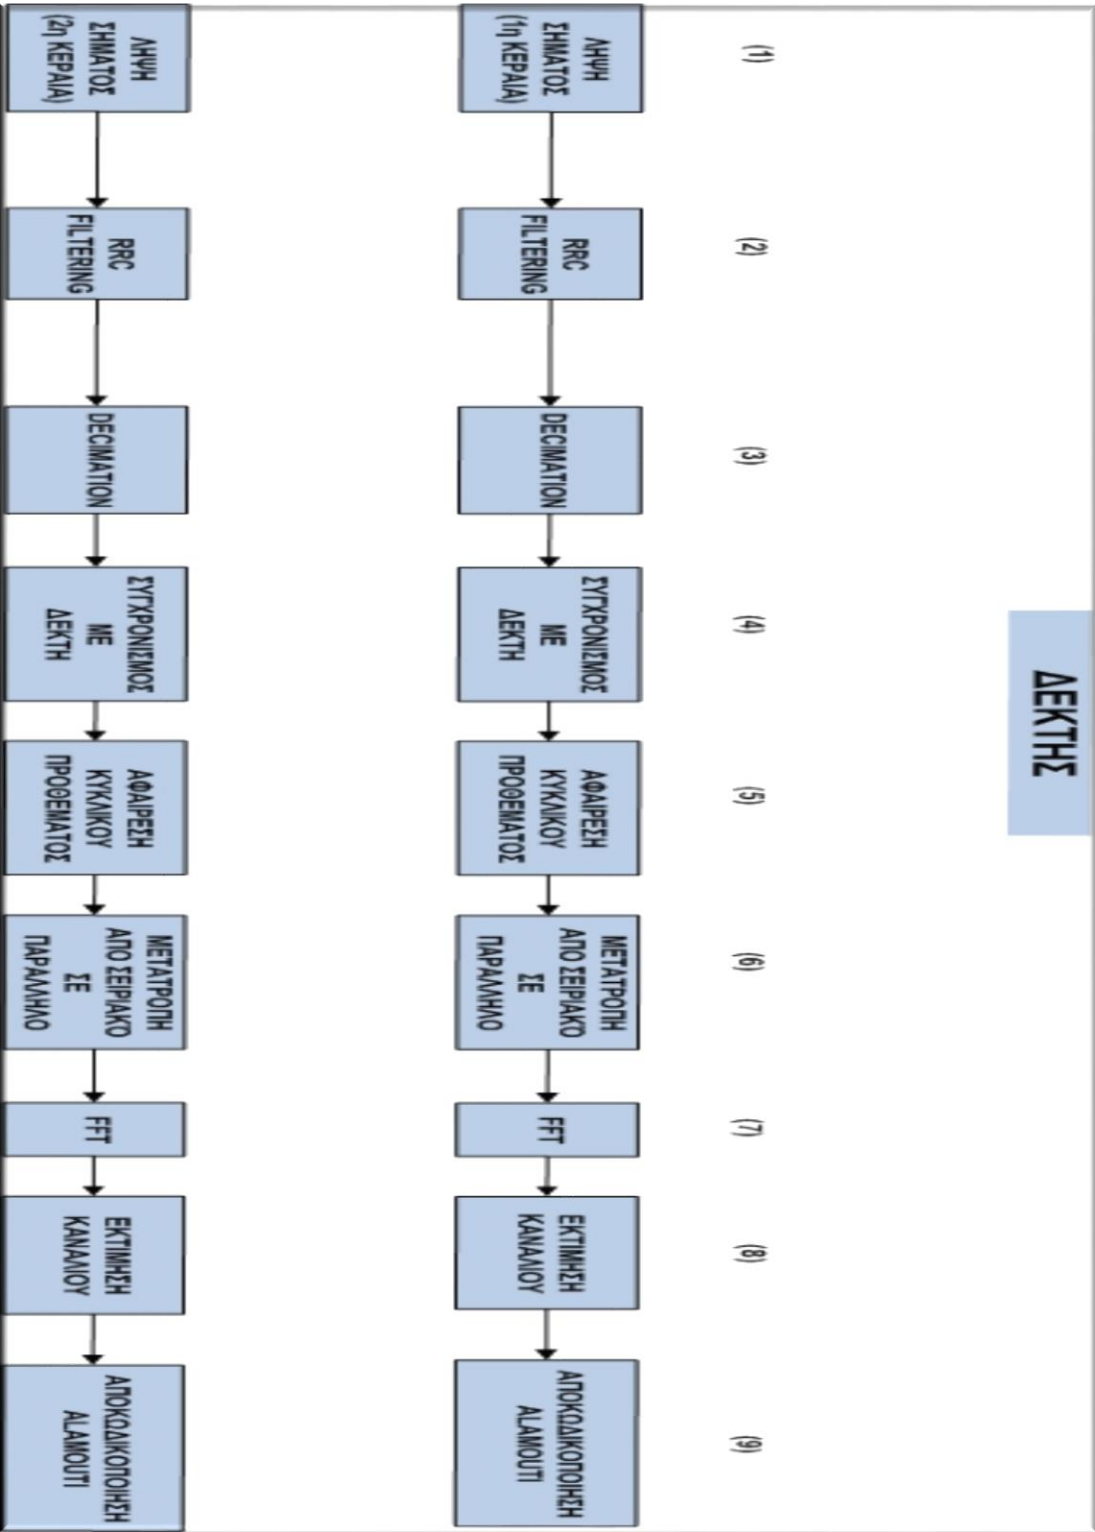 ΔΕΚΤΗΣ
(1)
(2)
(3)
(4)
(5)
(6)
(7)
(8)
(9)
ΛΗΨΗ
ΣΗΜΑΤΟΣ
(1η ΚΕΡΑΙΑ)
RRC
FILTERING
DECIMATION
ΣΥΓΧΡΟΝΙΣΜΟΣ
ΜΕ
ΔΕΚΤΗ
ΑΦΑΙΡΕΣΗ
ΚΥΚΛΙΚΟΥ
ΠΡΟΘΕΜΑΤΟΣ
ΜΕΤΑΤΡΟΠΗ
ΑΠΟ ΣΕΙΡΙΑΚΌ
ΣΕ
ΠΑΡΑΛΛΗΛΟ
FFT
ΕΚΤΙΜΗΣΗ
ΚΑΝΑΛΙΟΥ
ΑΠΟΚΩΔΙΚΟΠΟΙΗΣΗ
ALAMOUTI
ΛΗΨΗ
ΣΗΜΑΤΟΣ
(2η ΚΕΡΑΙΑ)
RRC
FILTERING
DECIMATION
ΣΥΓΧΡΟΝΙΣΜΟΣ
ΜΕ
ΔΕΚΤΗ
ΑΦΑΙΡΕΣΗ
ΚΥΚΛΙΚΟΥ
ΠΡΟΘΕΜΑΤΟΣ
ΜΕΤΑΤΡΟΠΗ
ΑΠΟ ΣΕΙΡΙΑΚΌ
ΣΕ
ΠΑΡΑΛΛΗΛΟ
FFT
ΕΚΤΙΜΗΣΗ
ΚΑΝΑΛΙΟΥ
ΑΠΟΚΩΔΙΚΟΠΟΙΗΣΗ
ALAMOUTI